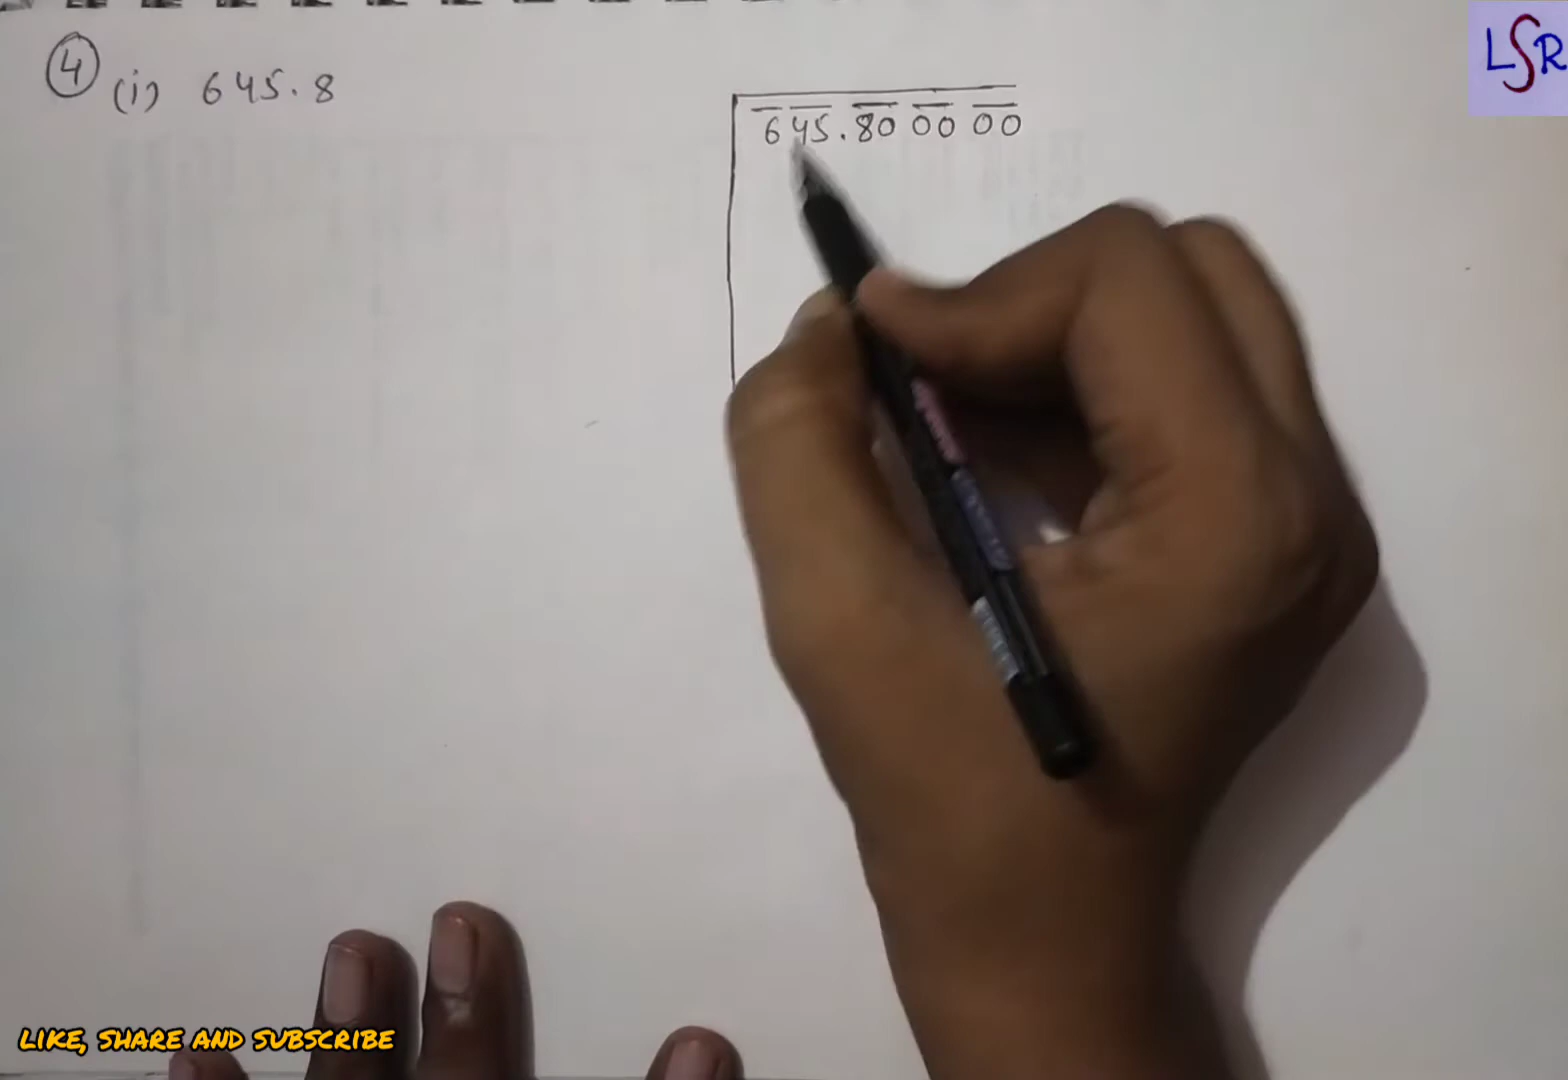 ④ (i) 645.8
645.80 00 00
LSR
LIKE, SHARE AND SUBSCRIBE